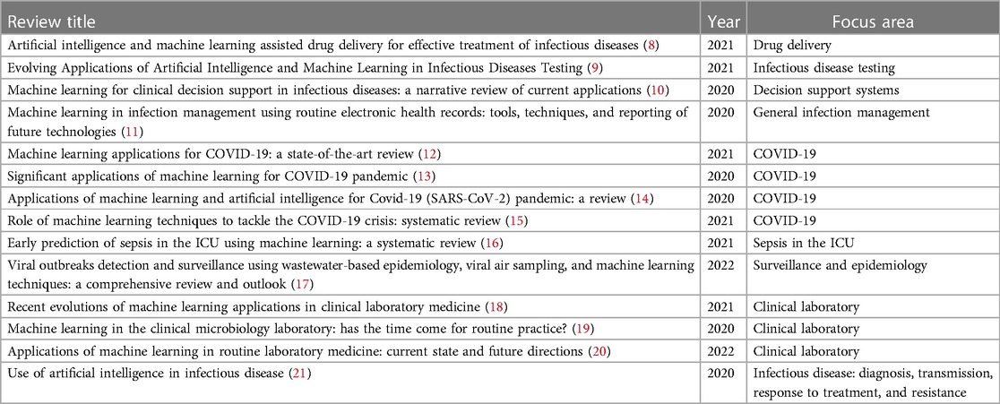 Review title Year Focus area
Artificial intelligence and machine learning assisted drug delivery for effective treatment of infectious diseases (8) 2021 Drug delivery
Evolving Applications of Artificial Intelligence and Machine Learning in Infectious Diseases Testing (9) 2021 Infectious disease testing
Machine learning for clinical decision support in infectious diseases: a narrative review of current applications (10) 2020 Decision support systems
Machine learning in infection management using routine electronic health records: tools, techniques, and reporting of 2020 General infection management
future technologies (11)
Machine learning applications for COVID-19: a state-of-the-art review (12) 2021 COVID-19
Significant applications of machine learning for COVID-19 pandemic (13) 2020 COVID-19
Applications of machine learning and artificial intelligence for Covid-19 (SARS-CoV-2) pandemic: a review (14) 2020 COVID-19
Role of machine learning techniques to tackle the COVID-19 crisis: systematic review (15) 2021 COVID-19
Early prediction of sepsis in the ICU using machine learning: a systematic review (16) 2021 Sepsis in the ICU
Viral outbreaks detection and surveillance using wastewater-based epidemiology, viral air sampling, and machine learning 2022 Surveillance and epidemiology
techniques: a comprehensive review and outlook (17)
Recent evolutions of machine learning applications in clinical laboratory medicine (18) 2021 Clinical laboratory
Machine learning in the clinical microbiology laboratory: has the time come for routine practice? (19) 2020 Clinical laboratory
Applications of machine learning in routine laboratory medicine: current state and future directions (20) 2022 Clinical laboratory
Use of artificial intelligence in infectious disease (21) 2020 Infectious disease: diagnosis, transmission,
response to treatment, and resistance